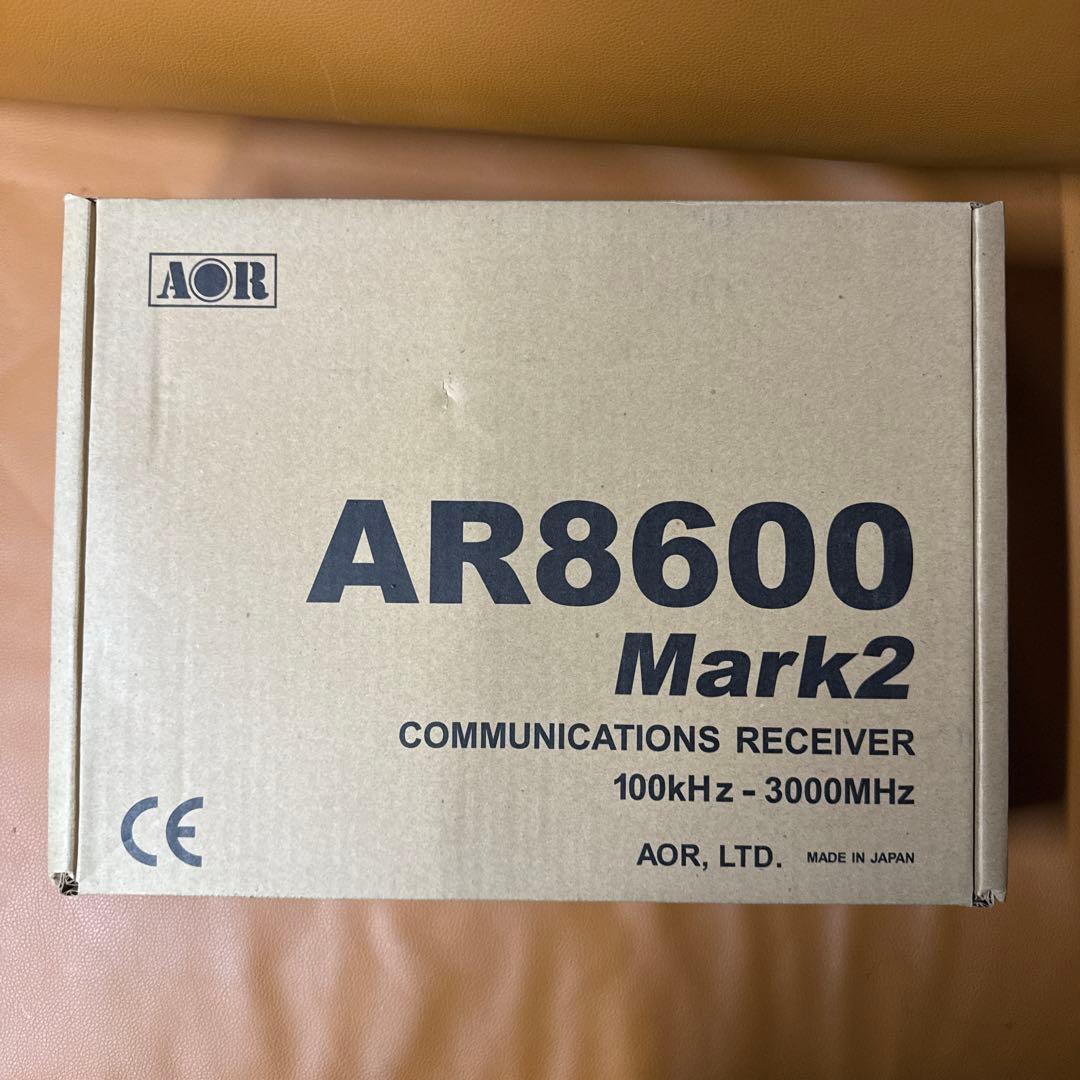 AOR
AR8600
Mark2
COMMUNICATIONS RECEIVER
100kHz - 3000MHz
CE
AOR, LTD. MADE IN JAPAN